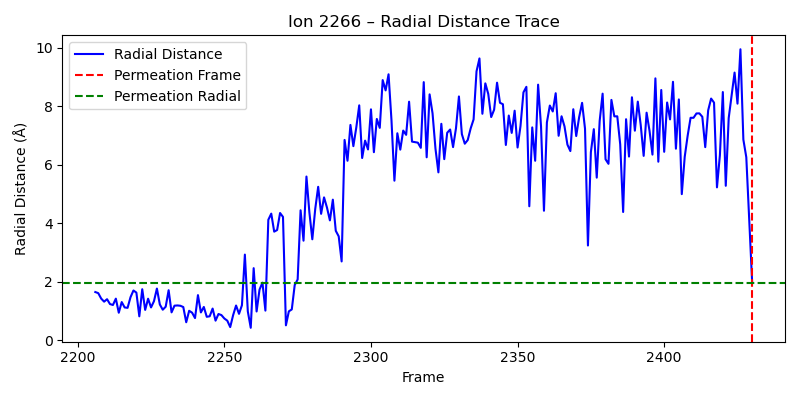 Ion 2266 – Radial Distance Trace
Radial Distance
Permeation Frame
Permeation Radial
Radial Distance (Å)
10
8
6
4
2
0
2200
2250
2300
2350
2400
Frame